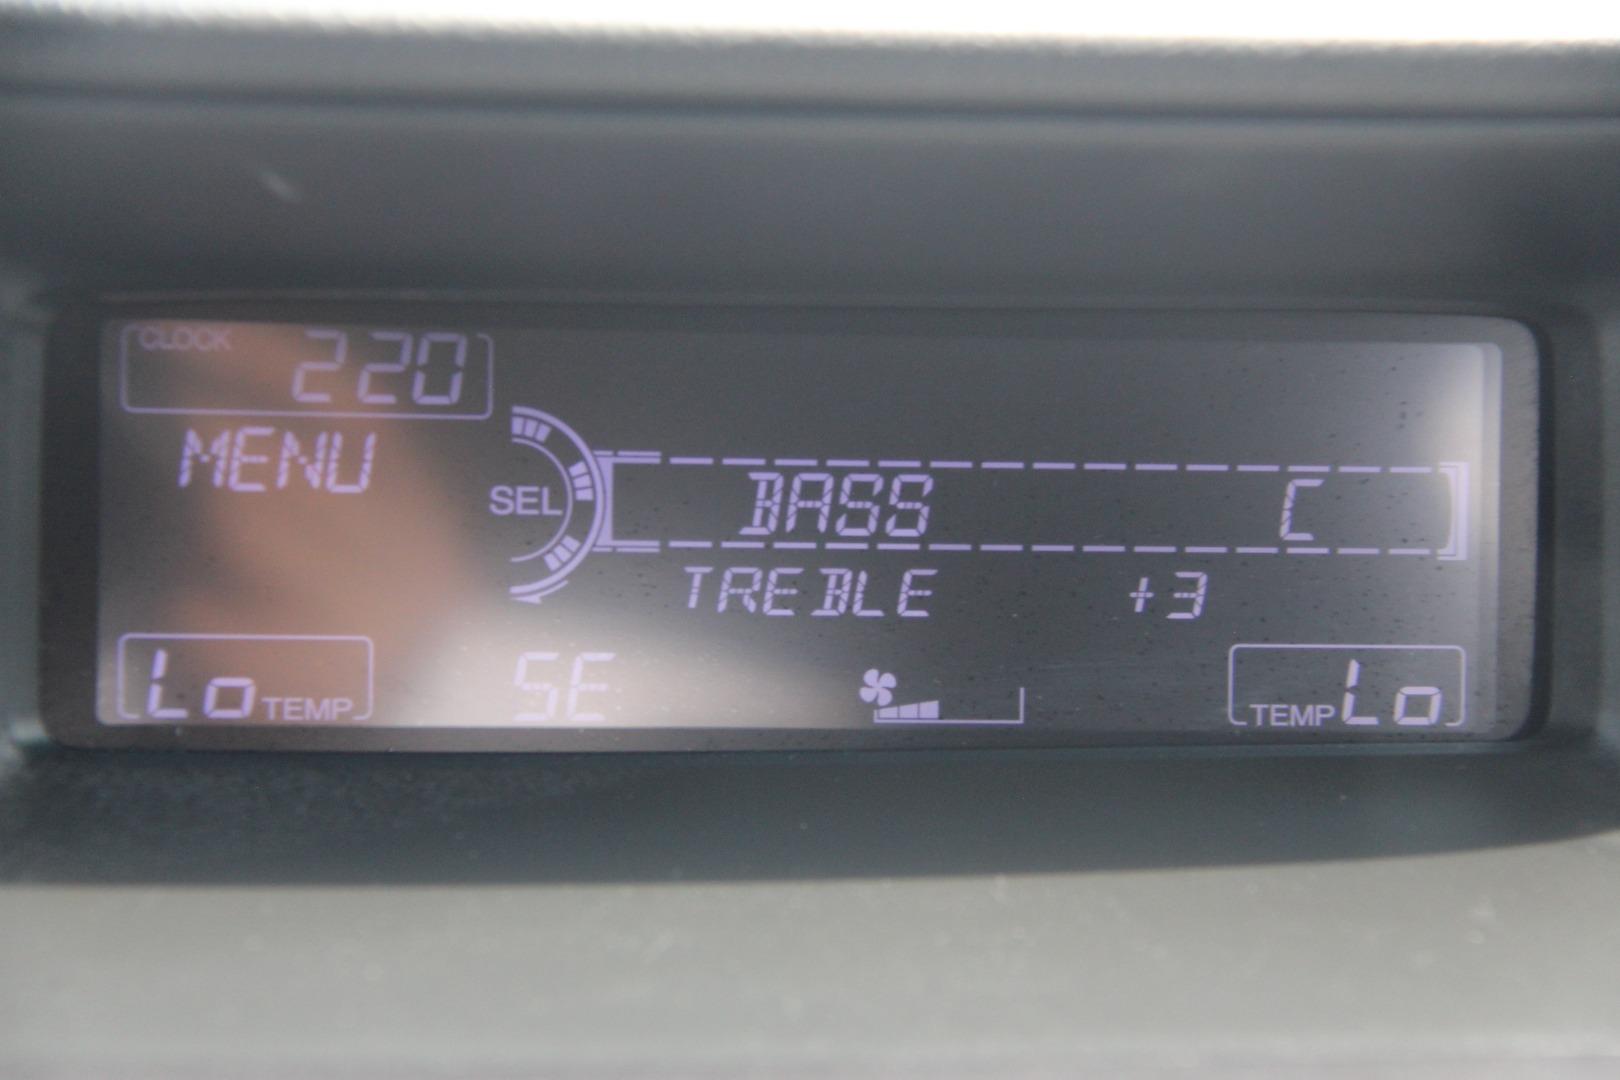 CLOCK 220
MENU
SEL BASS C
TREBLE +3
Lo TEMP SE TEMP Lo